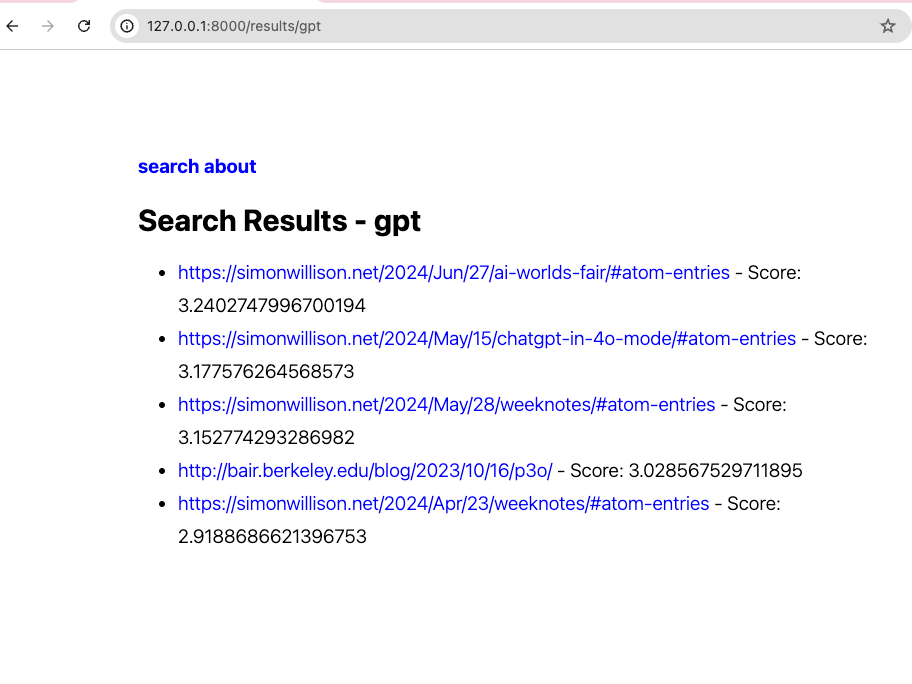 127.0.0.1:8000/results/gpt
search about
Search Results - gpt
https://simonwillison.net/2024/Jun/27/ai-worlds-fair/#atom-entries - Score:
3.2402747996700194
https://simonwillison.net/2024/May/15/chatgpt-in-4o-mode/#atom-entries - Score:
3.177576264568573
https://simonwillison.net/2024/May/28/weeknotes/#atom-entries - Score:
3.152774293286982
http://bair.berkeley.edu/blog/2023/10/16/p3o/ - Score: 3.028567529711895
https://simonwillison.net/2024/Apr/23/weeknotes/#atom-entries - Score:
2.9188686621396753